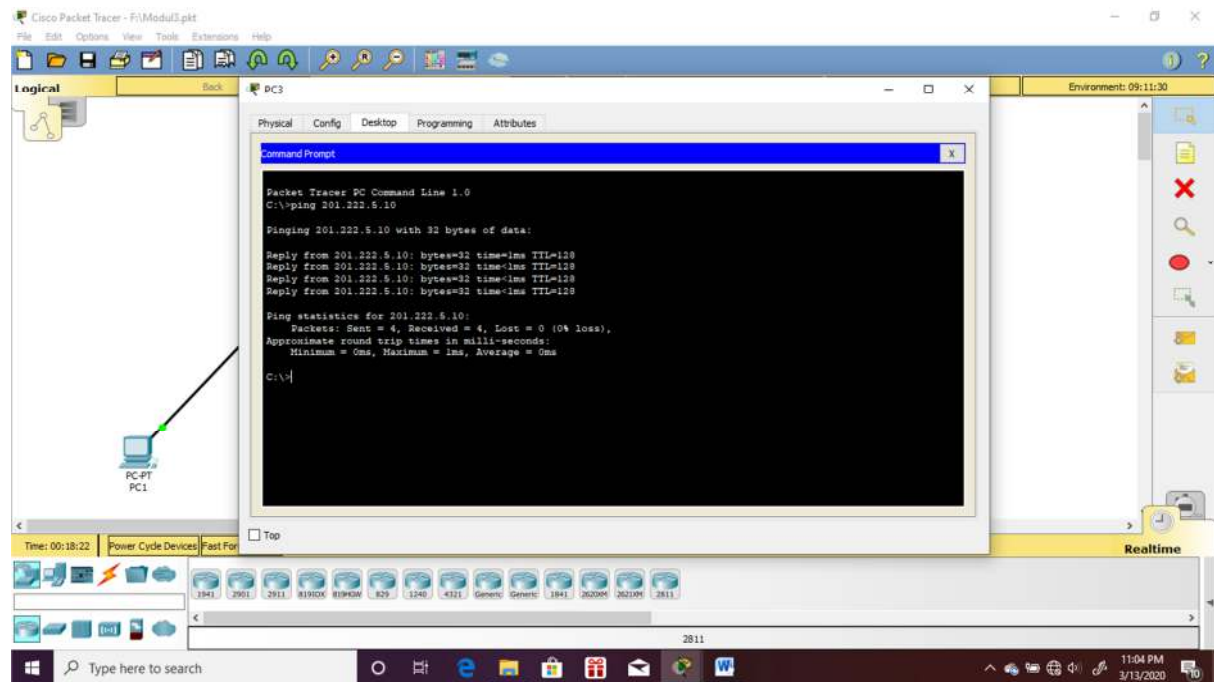 Cisco Packet Tracer - F:\Modul3.pkt
File Edit Options View Tools Extensions Help
Logical
Back
Environment: 09:11:30
PC3
Physical Config Desktop Programming Attributes
Command Prompt
X
Packet Tracer PC Command Line 1.0
C:\>ping 201.222.5.10
Pinging 201.222.5.10 with 32 bytes of data:
Reply from 201.222.5.10: bytes=32 time=1ms TTL=128
Reply from 201.222.5.10: bytes=32 time<1ms TTL=128
Reply from 201.222.5.10: bytes=32 time<1ms TTL=128
Reply from 201.222.5.10: bytes=32 time<1ms TTL=128
Ping statistics for 201.222.5.10:
Packets: Sent = 4, Received = 4, Lost = 0 (0% loss),
Approximate round trip times in milli-seconds:
Minimum = 0ms, Maximum = 1ms, Average = 0ms
C:\>
PC-PT
PC1
Top
Time: 00:18:22 Power Cycle Devices Fast For
Realtime
1941 2901 2911 819IOX 819HGW 829 1240 4321 Generic Generic 1841 2620XM 2621XM 2811
2811
Type here to search
11:04 PM
3/13/2020